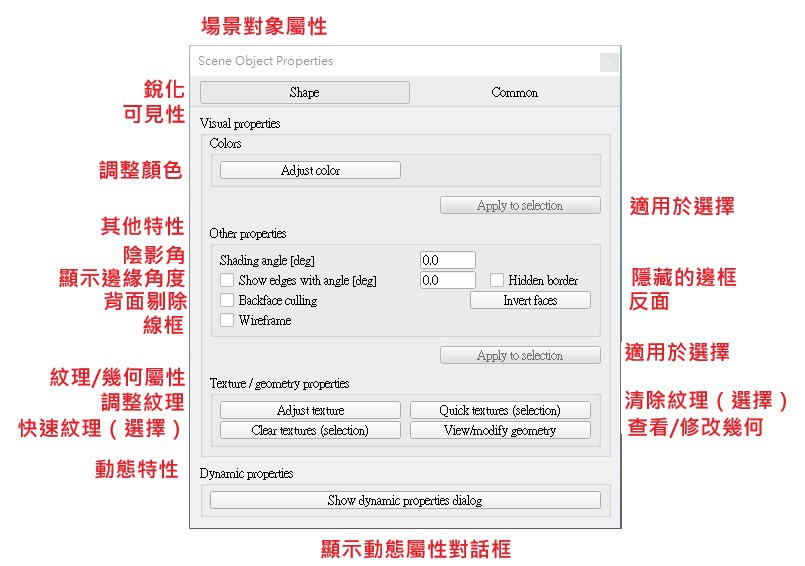 場景對象屬性
Scene Object Properties
x
銳化
Shape
Common
可見性
Visual properties
Colors
調整顏色
Adjust color
Apply to selection
適用於選擇
其他特性
Other properties
陰影角
Shading angle [deg]
0.0
顯示邊緣角度
Show edges with angle [deg]
0.0
Hidden border
隱藏的邊框
背面剔除
Backface culling
Invert faces
反面
線框
Wireframe
Apply to selection
適用於選擇
紋理/幾何屬性
Texture / geometry properties
調整紋理
Adjust texture
Quick textures (selection)
清除紋理（選擇）
快速紋理（選擇）
Clear textures (selection)
View/modify geometry
查看/修改幾何
動態特性
Dynamic properties
Show dynamic properties dialog
顯示動態屬性對話框